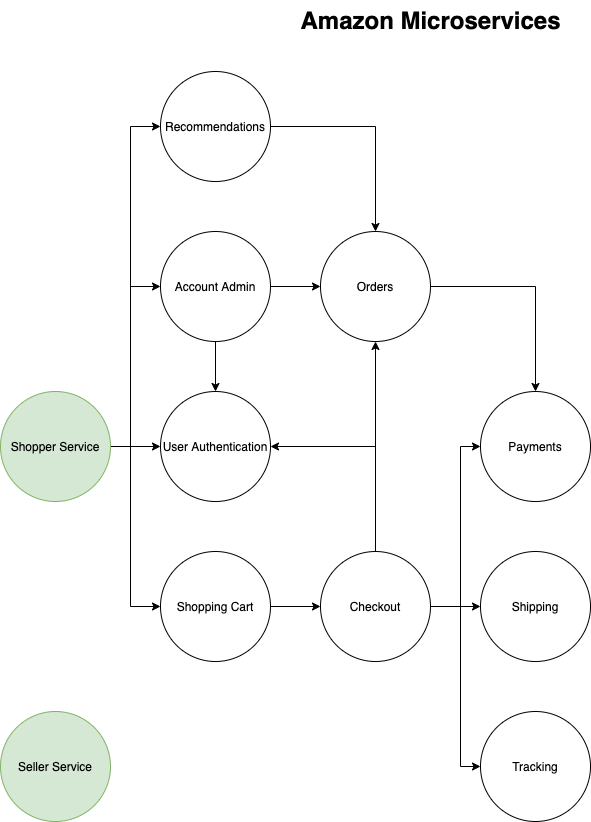 Amazon Microservices
Recommendations
Account Admin
Orders
Shopper Service
User Authentication
Payments
Shopping Cart
Checkout
Shipping
Seller Service
Tracking